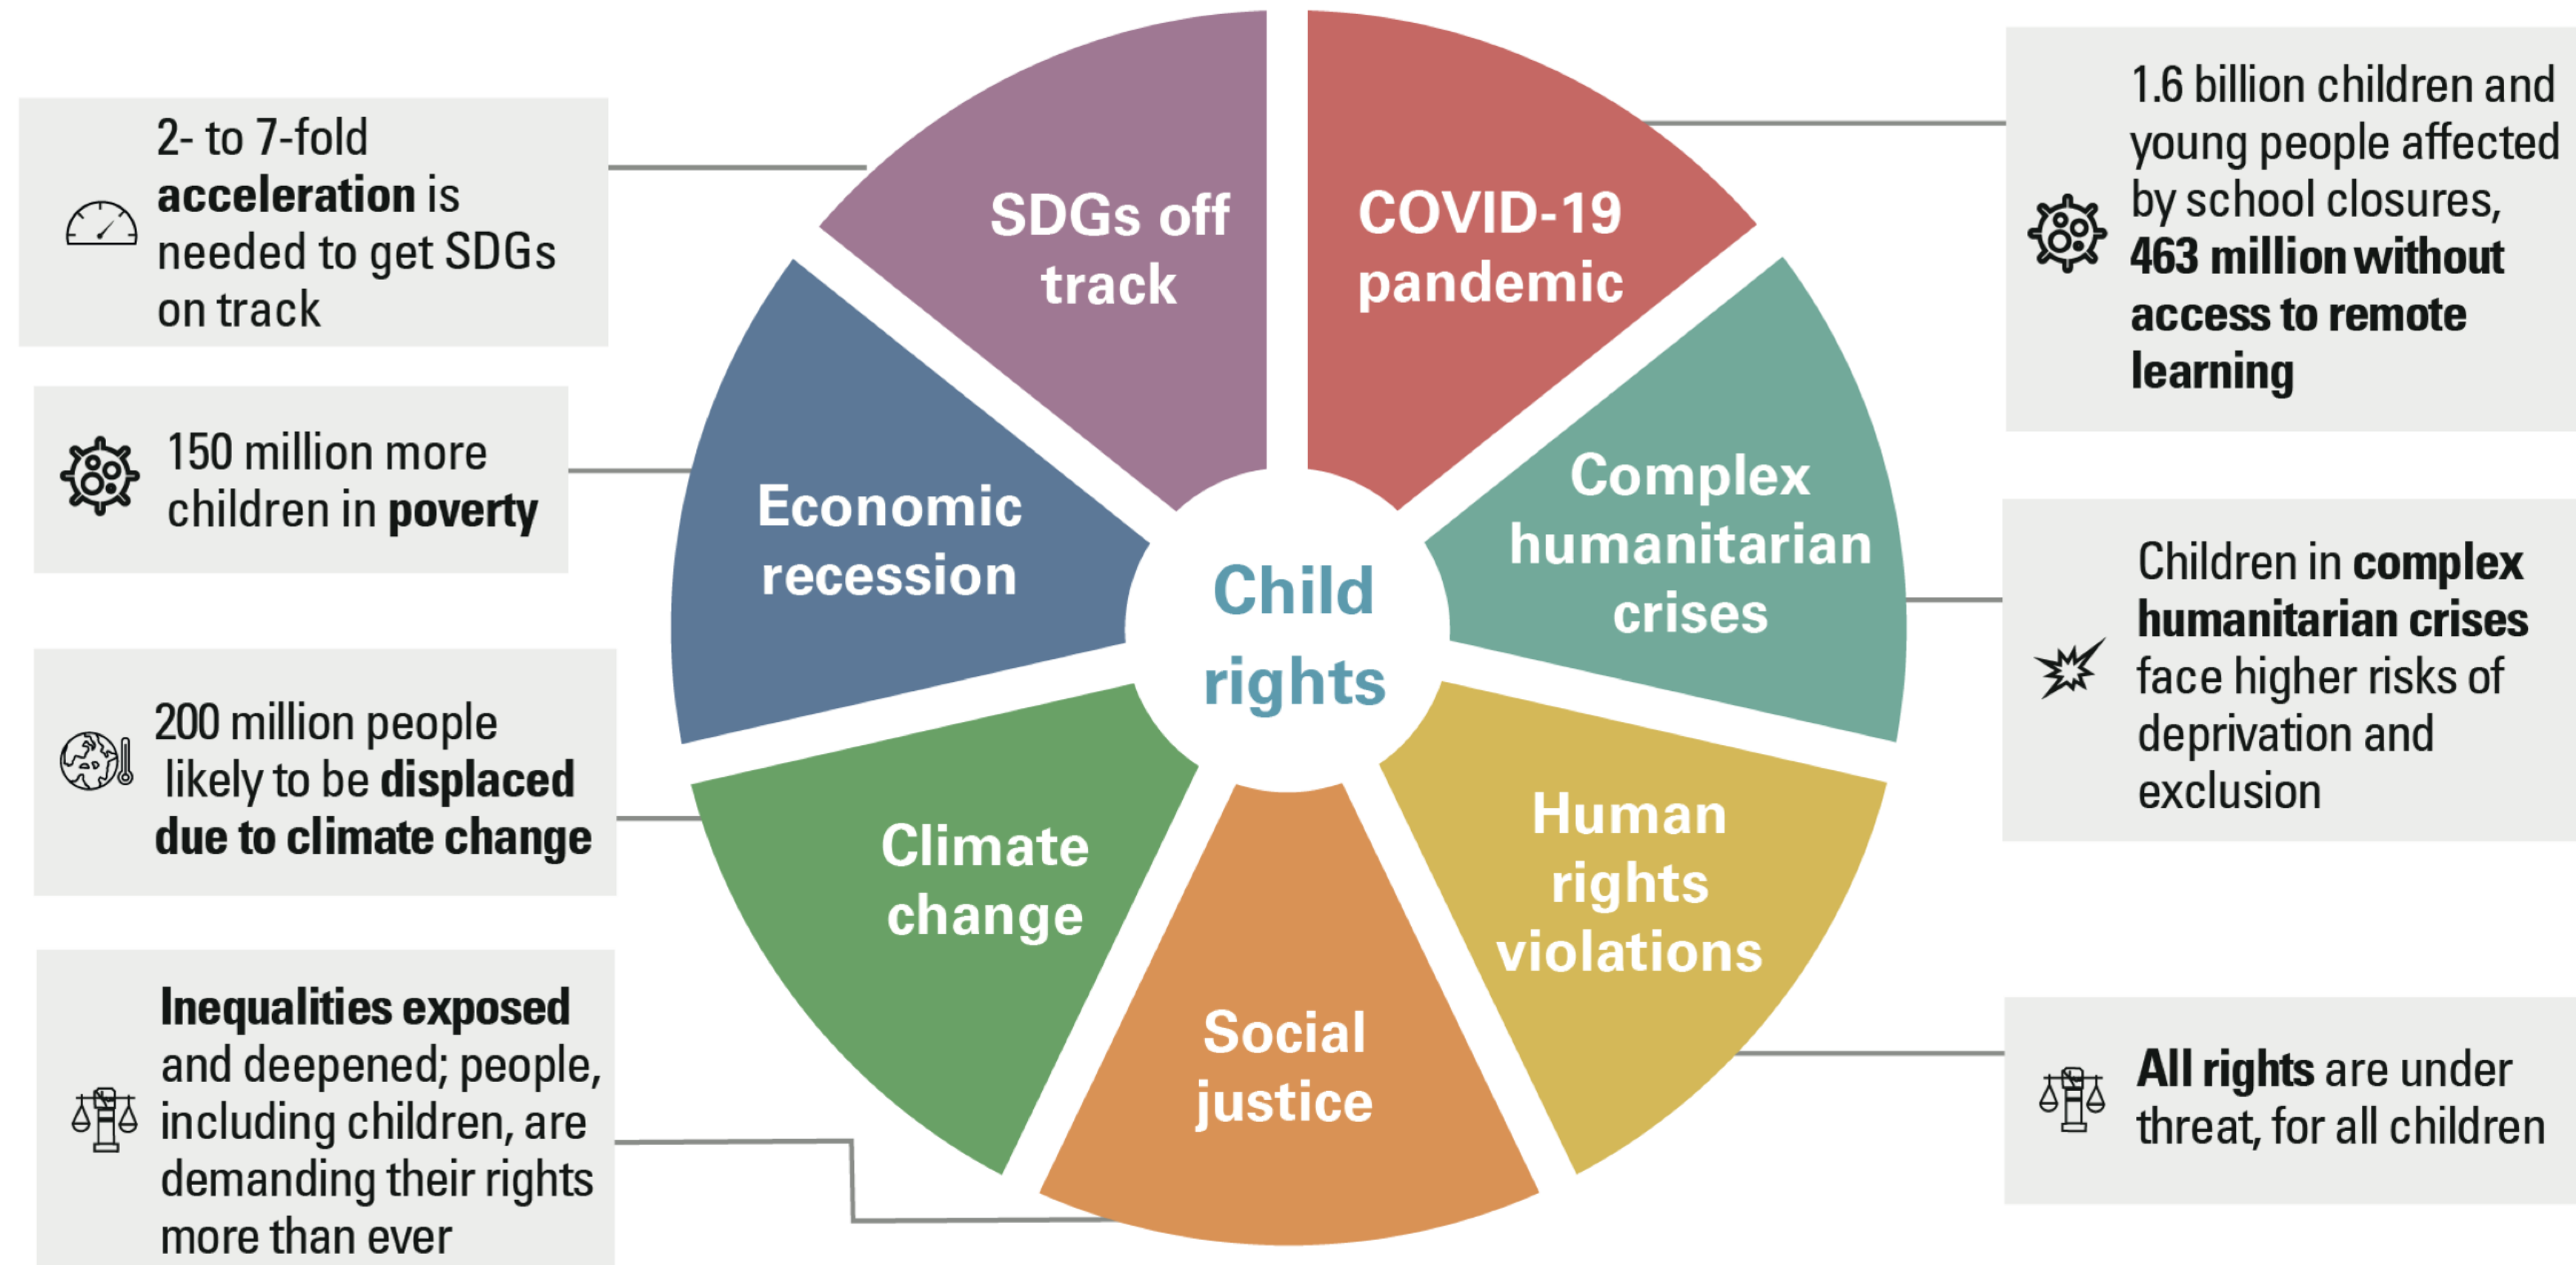 2- to 7-fold
acceleration is
needed to get SDGs
on track
150 million more
children in poverty
200 million people
likely to be displaced
due to climate change
Inequalities exposed
and deepened; people,
including children, are
demanding their rights
more than ever
SDGs off
track
COVID-19
pandemic
Economic
recession
Complex
humanitarian
crises
Child
rights
Climate
change
Human
rights
violations
Social
justice
1.6 billion children and
young people affected
by school closures,
463 million without
access to remote
learning
Children in complex
humanitarian crises
face higher risks of
deprivation and
exclusion
All rights are under
threat, for all children